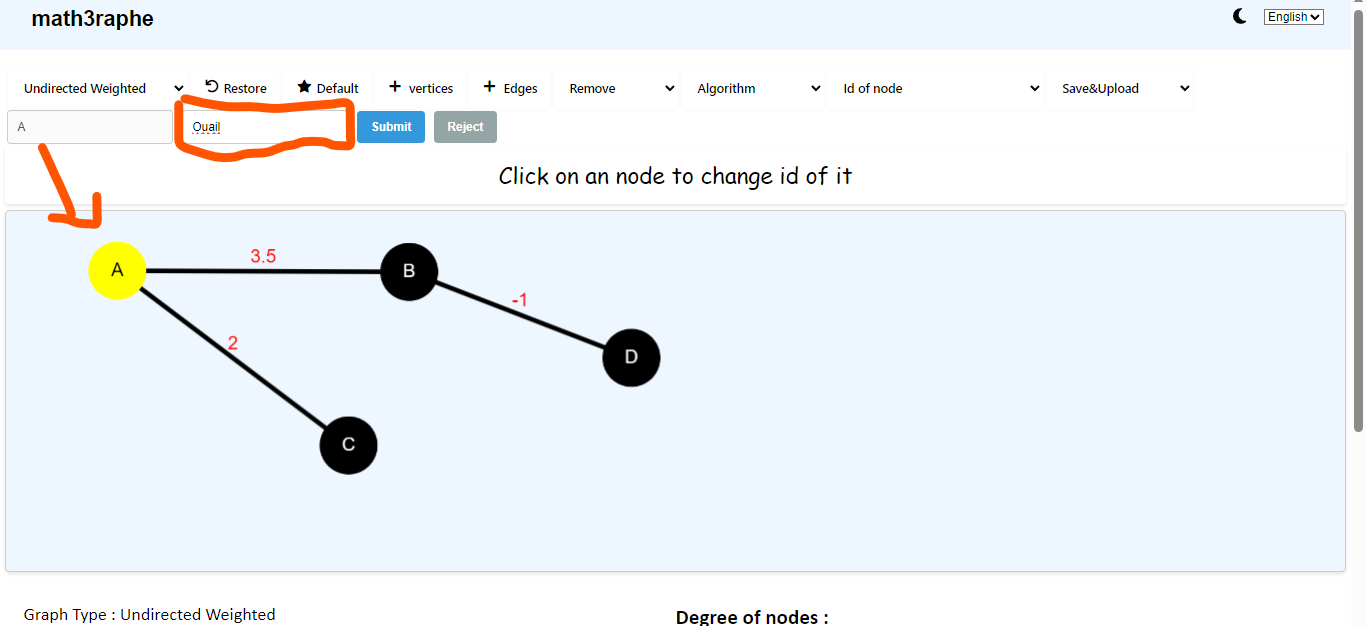 math3raphe
English
Undirected Weighted Restore Default + vertices + Edges Remove Algorithm Id of node Save&Upload
A Ouail Submit Reject
Click on an node to change id of it
A 3.5 B
-1
2 D
C
Graph Type : Undirected Weighted Degree of nodes :